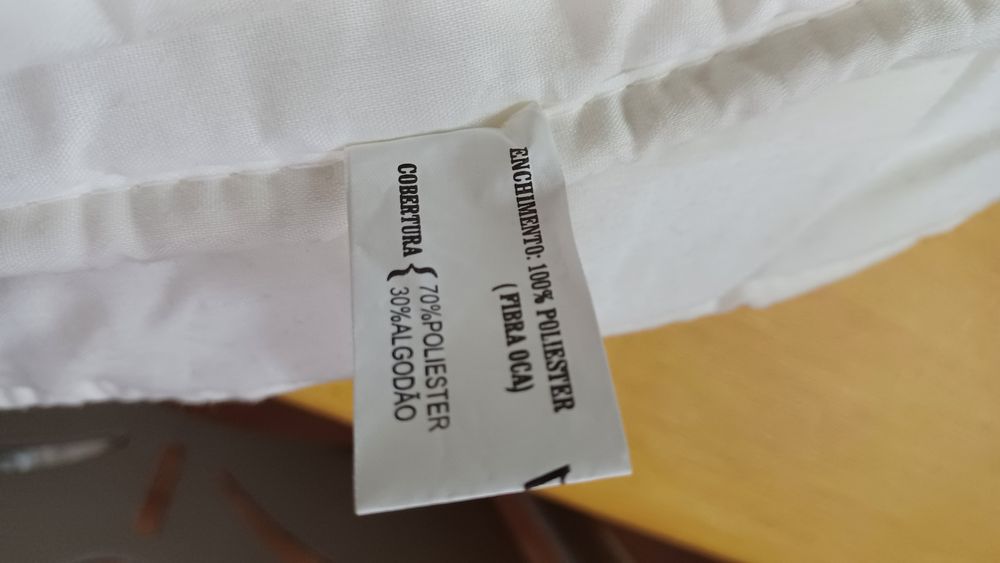 ENCHIMENTO: 100% POLIESTER
(FIBRA OCA)
COBERTURA { 70%POLIESTER
30%ALGODÃO